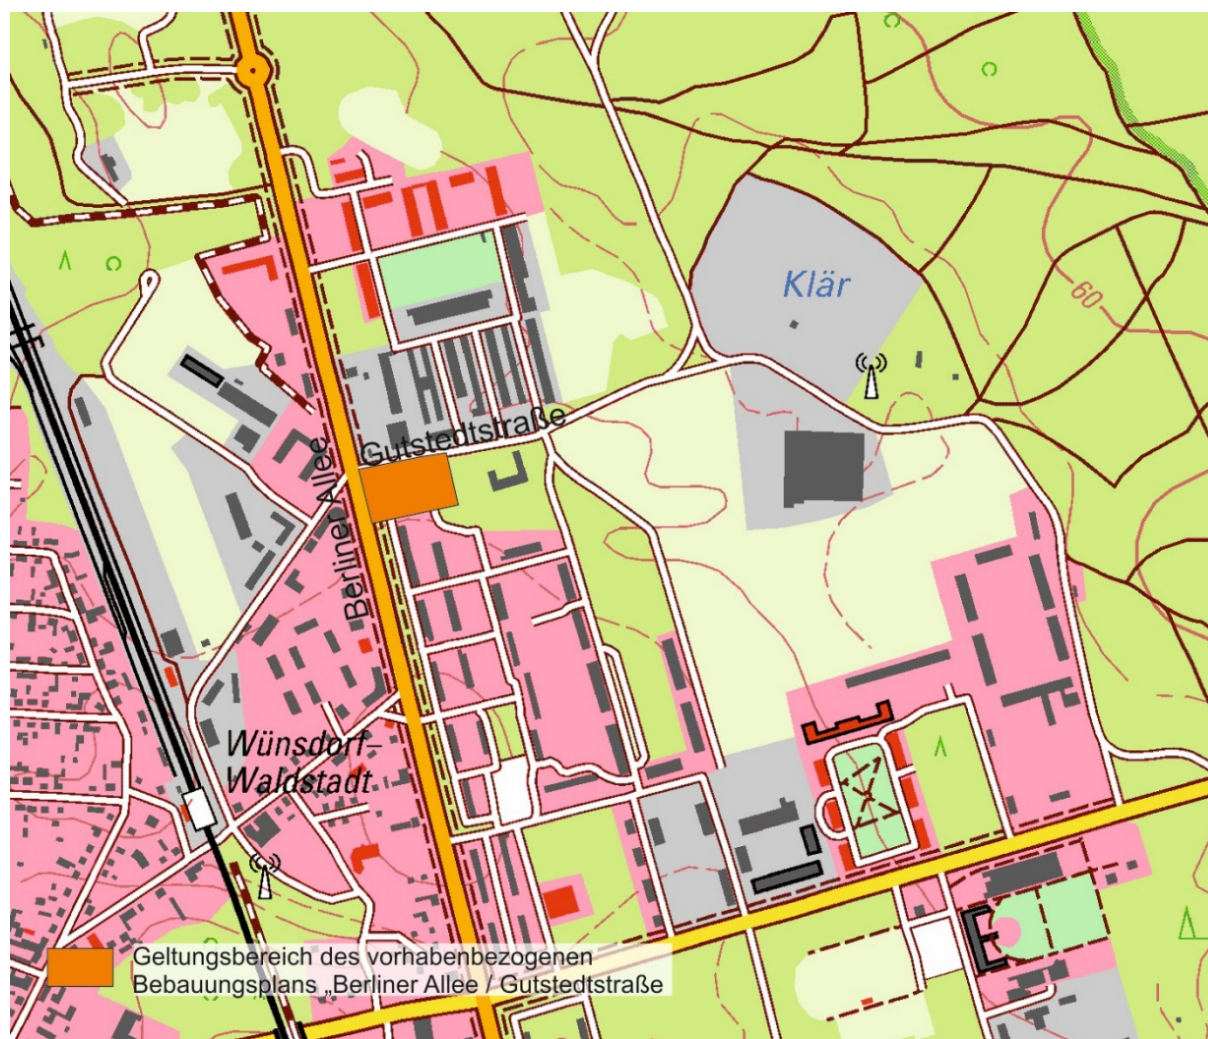 Klär
60
Gutstedtstraße
Berliner Allee
Wünsdorf-
Waldstadt
Geltungsbereich des vorhabenbezogenen
Bebauungsplans „Berliner Allee / Gutstedtstraße